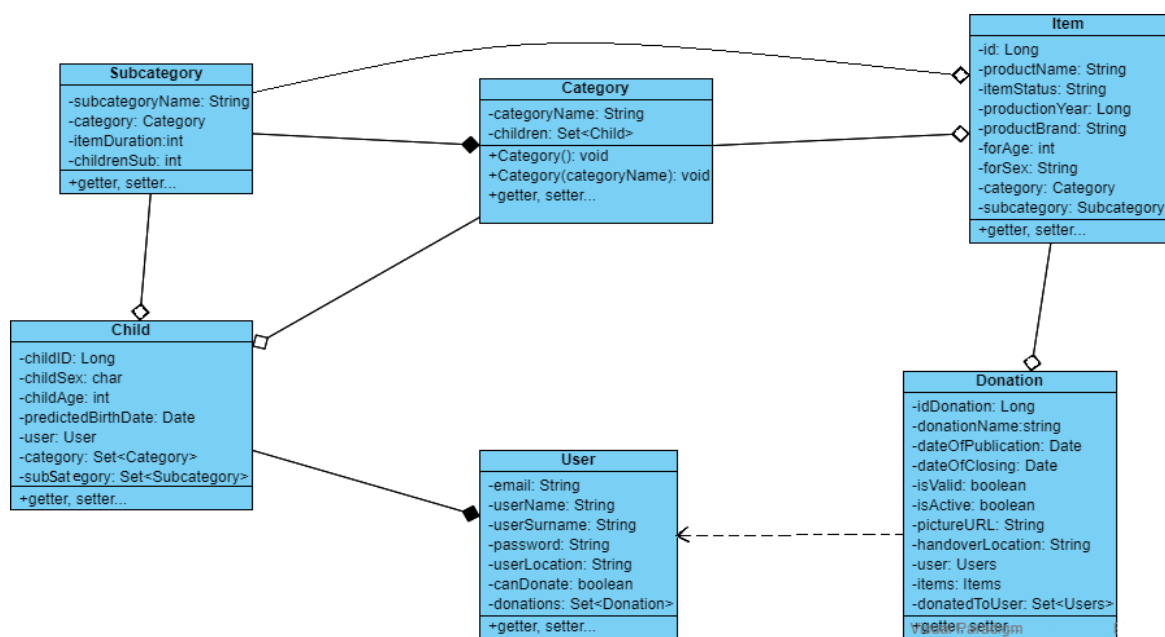 Subcategory
-subcategoryName: String
-category: Category
-itemDuration:int
-childrenSub: int
+getter, setter...
Category
-categoryName: String
-children: Set<Child>
+Category(): void
+Category(categoryName): void
+getter, setter...
Item
-id: Long
-productName: String
-itemStatus: String
-productionYear: Long
-productBrand: String
-forAge: int
-forSex: String
-category: Category
-subcategory: Subcategory
+getter, setter...
Child
-childID: Long
-childSex: char
-childAge: int
-predictedBirthDate: Date
-user: User
-category: Set<Category>
-subSategory: Set<Subcategory>
+getter, setter...
User
-email: String
-userName: String
-userSurname: String
-password: String
-userLocation: String
-canDonate: boolean
-donations: Set<Donation>
+getter, setter...
Donation
-idDonation: Long
-donationName:string
-dateOfPublication: Date
-dateOfClosing: Date
-isValid: boolean
-isActive: boolean
-pictureURL: String
-handoverLocation: String
-user: Users
-items: Items
-donatedToUser: Set<Users>
+getter, setter...
Visual Paradigm